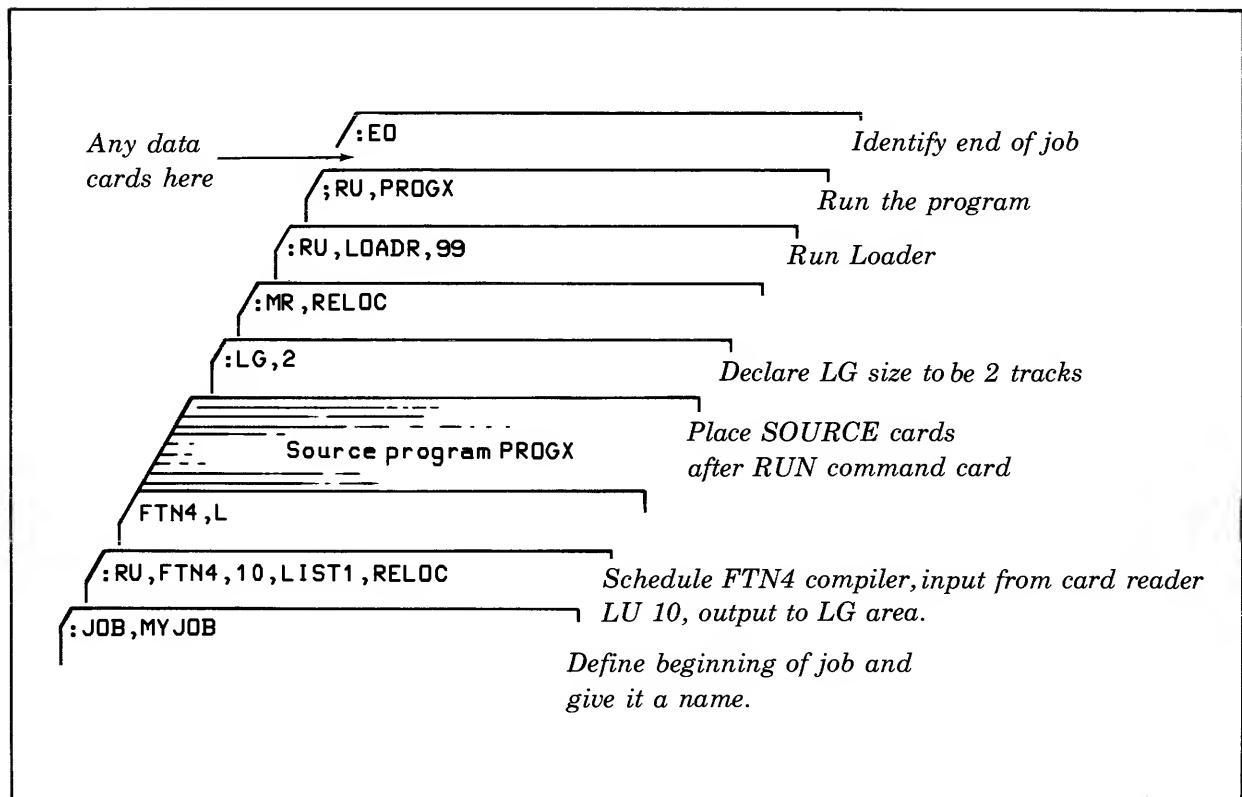 :EO
Identify end of job
Any data
cards here
;RU,PROGX
Run the program
:RU,LOADR,99
Run Loader
:MR,RELOC
:LG,2
Declare LG size to be 2 tracks
Source program PROGX
Place SOURCE cards
after RUN command card
FTN4,L
:RU,FTN4,10,LIST1,RELOC
Schedule FTN4 compiler, input from card reader
LU 10, output to LG area.
:JOB,MYJOB
Define beginning of job and
give it a name.